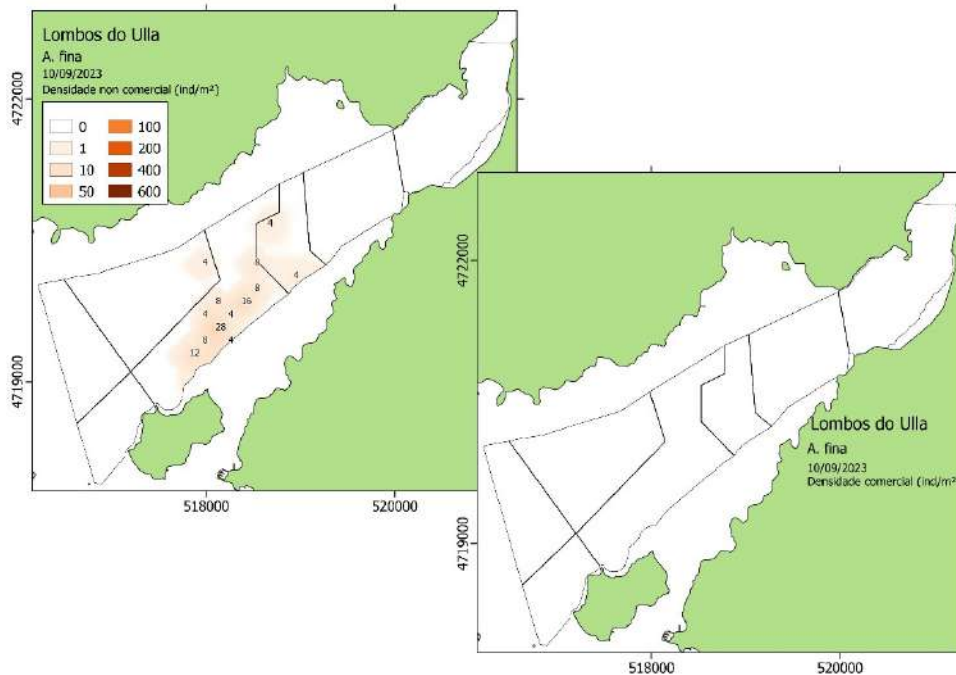 Lombos do Ulla
A. fina
10/09/2023
Densidade non comercial (ind/m²)
0 100
1 200
10 400
50 600
4722000
4719000
518000 520000
4
4 8 4
8
8 16
4 4
28
8 4
12
Lombos do Ulla
A. fina
10/09/2023
Densidade comercial (ind/m²
4722000
4719000
518000 520000